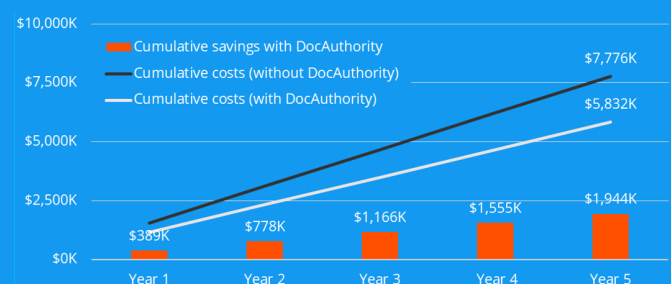 $10,000K
Cumulative savings with DocAuthority
$7,776K
Cumulative costs (without DocAuthority)
$7,500K
Cumulative costs (with DocAuthority)
$5,832K
$5,000K
$2,500K
$389K
$778K
$1,166K
$1,555K
$1,944K
$0K
Year 1 Year 2 Year 3 Year 4 Year 5